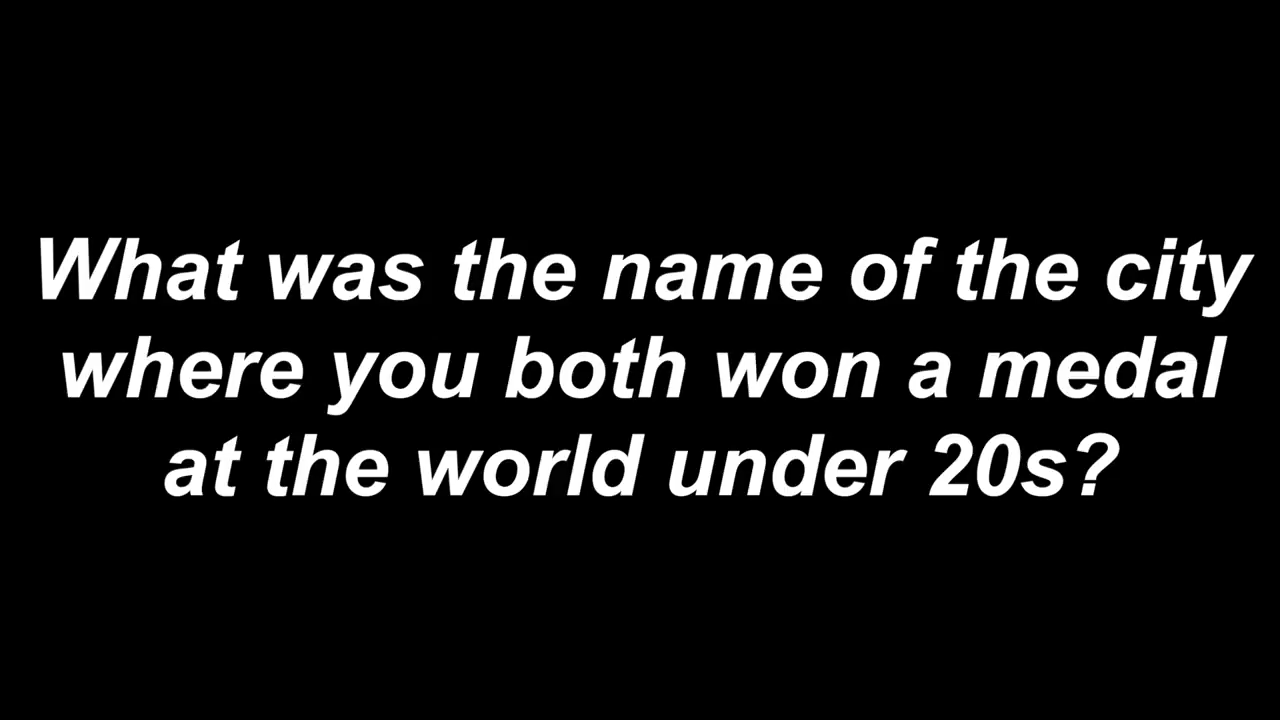 What was the name of the city
where you both won a medal
at the world under 20s?